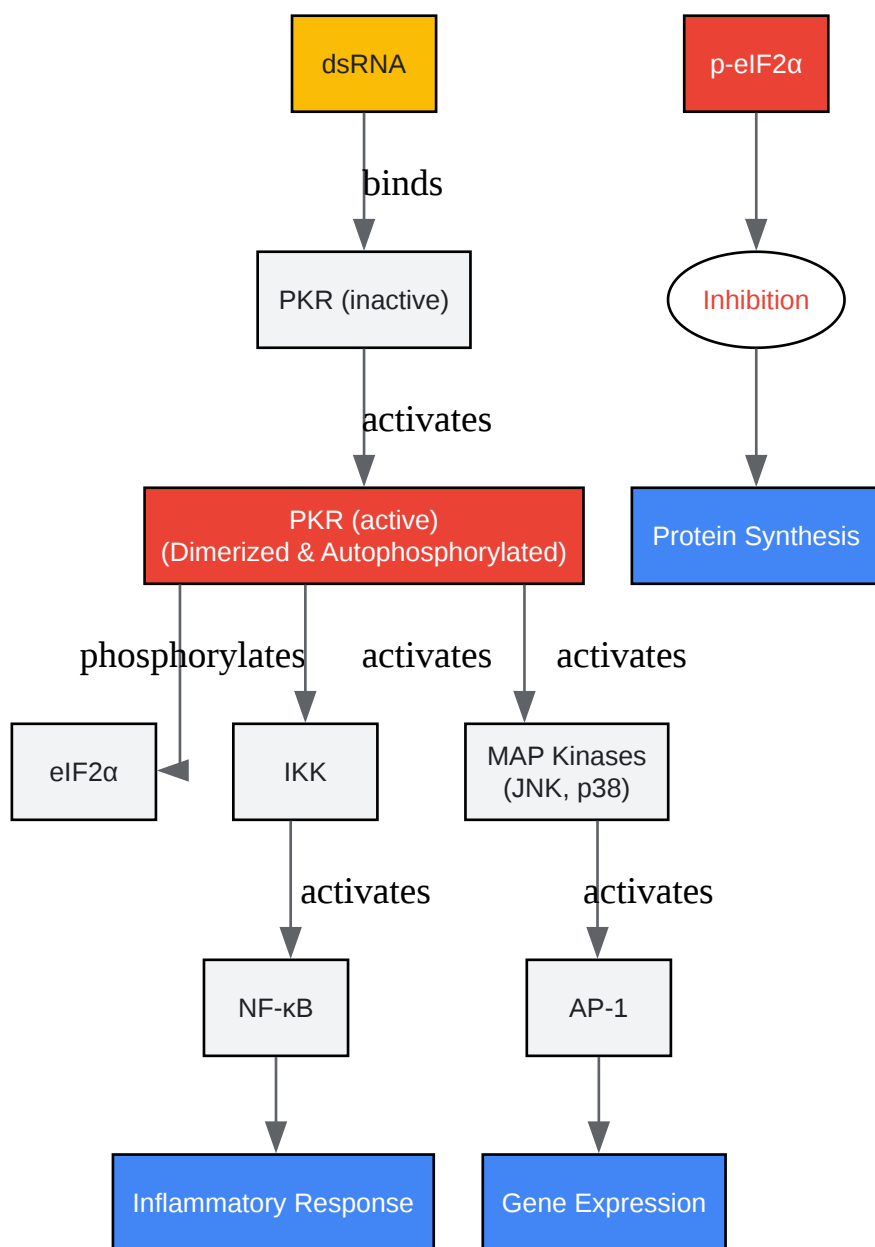 dsRNA
p-eIF2α
binds
PKR (inactive)
Inhibition
activates
PKR (active)
(Dimerized & Autophosphorylated)
Protein Synthesis
phosphorylates
activates
activates
eIF2α
IKK
MAP Kinases
(JNK, p38)
activates
activates
NF-κB
AP-1
Inflammatory Response
Gene Expression